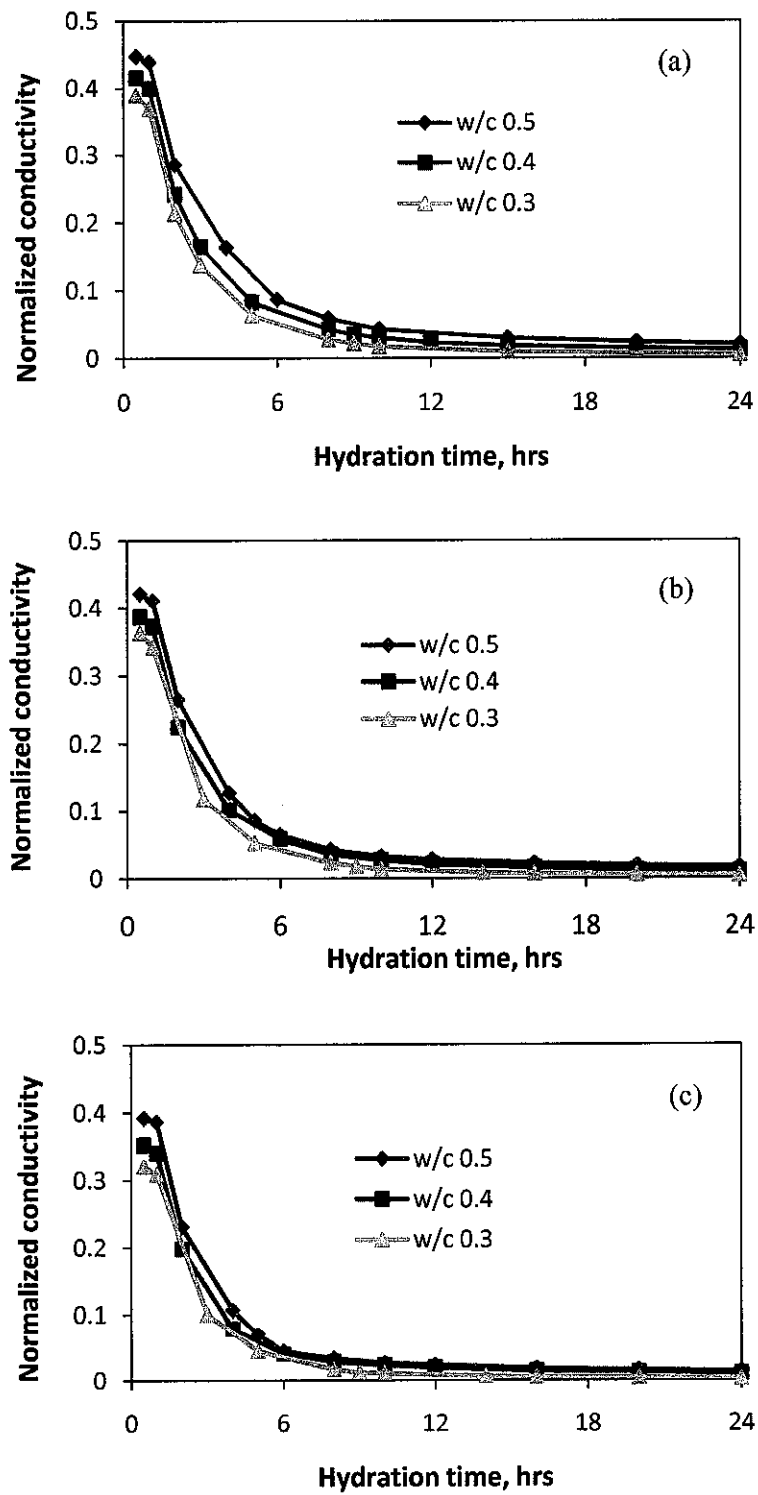 0.5
(a)
0.4
w/c 0.5
0.3
w/c 0.4
0.2
w/c 0.3
0.1
0
0 6 12 18 24
Normalized conductivity
Hydration time, hrs
0.5
(b)
0.4
w/c 0.5
0.3
w/c 0.4
0.2
w/c 0.3
0.1
0
0 6 12 18 24
Normalized conductivity
Hydration time, hrs
0.5
(c)
0.4
w/c 0.5
0.3
w/c 0.4
0.2
w/c 0.3
0.1
0
0 6 12 18 24
Normalized conductivity
Hydration time, hrs